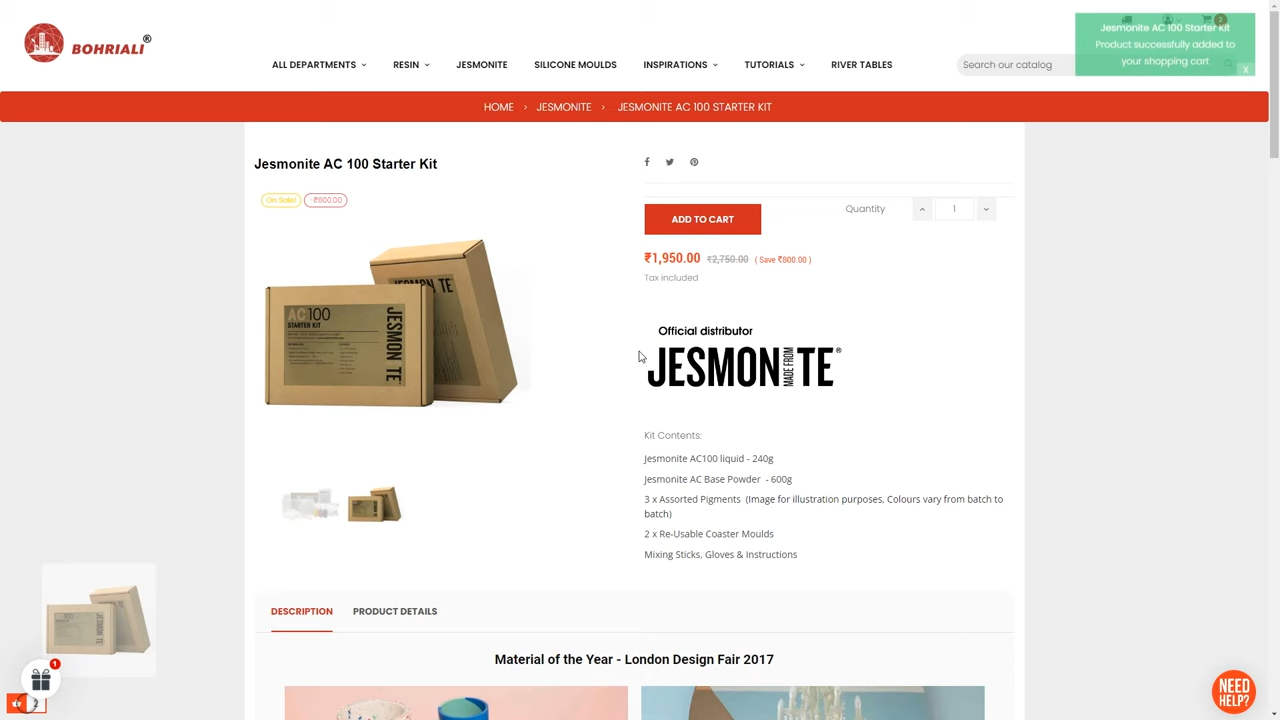 BOHRIALI®
ALL DEPARTMENTS
RESIN
JESMONITE
SILICONE MOULDS
INSPIRATIONS
TUTORIALS
RIVER TABLES
Search our catalog
2
Jesmonite AC 100 Starter Kit
Product successfully added to
your shopping cart
x
HOME > JESMONITE > JESMONITE AC 100 STARTER KIT
Jesmonite AC 100 Starter Kit
On Sale!
-₹800.00
AC100
STARTER KIT
JESMONITE
ADD TO CART
Quantity
1
₹1,950.00 ₹2,750.00 ( Save ₹800.00 )
Tax included
Official distributor
JESMONITE®
MADE FROM
Kit Contents:
Jesmonite AC100 liquid - 240g
Jesmonite AC Base Powder - 600g
3 x Assorted Pigments (Image for illustration purposes, Colours vary from batch to
batch)
2 x Re-Usable Coaster Moulds
Mixing Sticks, Gloves & Instructions
DESCRIPTION
PRODUCT DETAILS
Material of the Year - London Design Fair 2017
1
2
NEED
HELP?